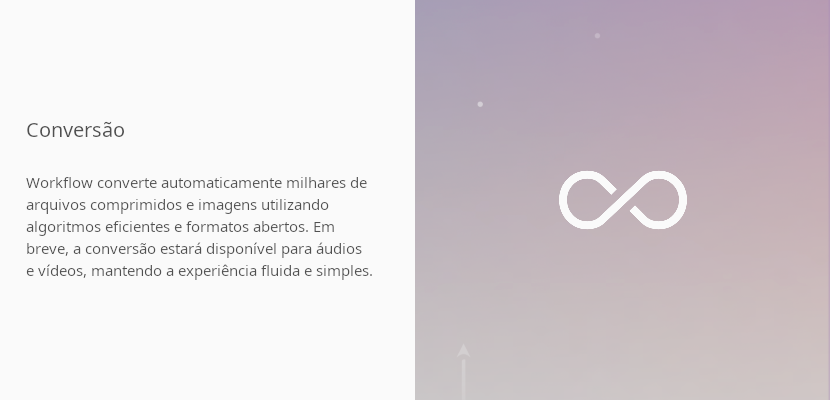 Conversão
Workflow converte automaticamente milhares de
arquivos comprimidos e imagens utilizando
algoritmos eficientes e formatos abertos. Em
breve, a conversão estará disponível para áudios
e vídeos, mantendo a experiência fluida e simples.